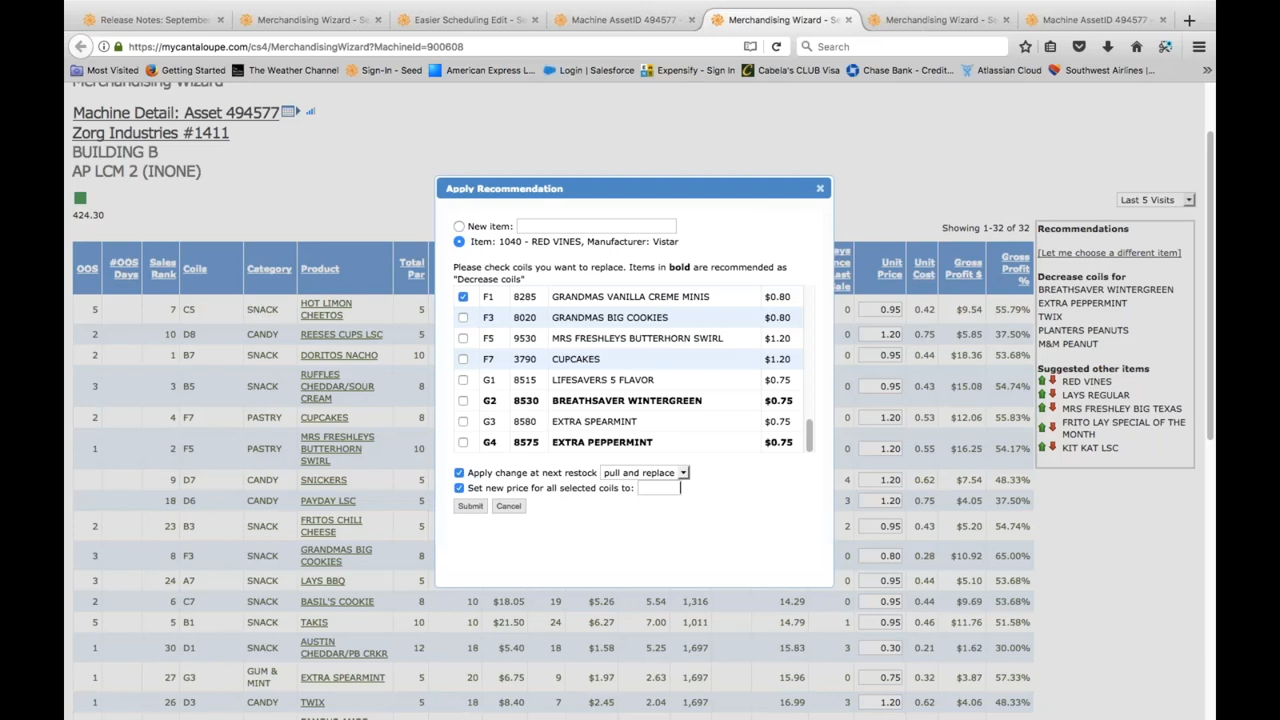 Release Notes: September
Merchandising Wizard - Se
Easier Scheduling Edit - Se
Machine AssetID 494577 -
Merchandising Wizard - Se
Merchandising Wizard - Se
Machine AssetID 494577 -
https://mycantaloupe.com/cs4/MerchandisingWizard?MachineId=900608
Search
Most Visited Getting Started The Weather Channel Sign-In - Seed American Express L... Login | Salesforce Expensify - Sign In Cabela's CLUB Visa Chase Bank - Credit... Atlassian Cloud Southwest Airlines |...
Merchandising Wizard
Machine Detail: Asset 494577
Zorg Industries #1411
BUILDING B
AP LCM 2 (INONE)
424.30
Last 5 Visits
Showing 1-32 of 32
OOS #OOS Days Sales Rank Coils Category Product Total Par Unit Price Unit Cost Gross Profit $ Gross Profit %
5 7 C5 SNACK HOT LIMON CHEETOS 5 0 0.95 0.42 $9.54 55.79%
2 10 D8 CANDY REESES CUPS LSC 5 0 1.20 0.75 $5.85 37.50%
2 1 B7 SNACK DORITOS NACHO 10 0 0.95 0.44 $18.36 53.68%
3 3 B5 SNACK RUFFLES CHEDDAR/SOUR CREAM 8 0 0.95 0.43 $15.08 54.74%
2 4 F7 PASTRY CUPCAKES 8 0 1.20 0.53 $12.06 55.83%
1 2 F5 PASTRY MRS FRESHLEYS BUTTERHORN SWIRL 10 0 1.20 0.55 $16.25 54.17%
9 D7 CANDY SNICKERS 5 4 1.20 0.62 $7.54 48.33%
18 D6 CANDY PAYDAY LSC 5 3 1.20 0.75 $4.05 37.50%
2 23 B3 SNACK FRITOS CHILI CHEESE 5 2 0.95 0.43 $5.20 54.74%
3 8 F3 SNACK GRANDMAS BIG COOKIES 8 0 0.80 0.28 $10.92 65.00%
3 24 A7 SNACK LAYS BBQ 5 0 0.95 0.44 $5.10 53.68%
2 6 C7 SNACK BASIL'S COOKIE 8 10 $18.05 19 $5.26 5.54 1,316 14.29 0 0.95 0.44 $9.69 53.68%
5 5 B1 SNACK TAKIS 10 10 $21.50 24 $6.27 7.00 1,011 14.79 1 0.95 0.46 $11.76 51.58%
1 30 D1 SNACK AUSTIN CHEDDAR/PB CRKR 12 18 $5.40 18 $1.58 5.25 1,697 15.83 3 0.30 0.21 $1.62 30.00%
1 27 G3 GUM & MINT EXTRA SPEARMINT 5 20 $6.75 9 $1.97 2.63 1,697 15.96 0 0.75 0.32 $3.87 57.33%
1 26 D3 CANDY TWIX 5 18 $8.40 7 $2.45 2.04 1,697 16.99 3 1.20 0.62 $4.06 48.33%
Apply Recommendation
New item:
Item: 1040 - RED VINES, Manufacturer: Vistar
Please check coils you want to replace. Items in bold are recommended as
"Decrease coils"
F1 8285 GRANDMAS VANILLA CREME MINIS $0.80
F3 8020 GRANDMAS BIG COOKIES $0.80
F5 9530 MRS FRESHLEYS BUTTERHORN SWIRL $1.20
F7 3790 CUPCAKES $1.20
G1 8515 LIFESAVERS 5 FLAVOR $0.75
G2 8530 BREATHSAVER WINTERGREEN $0.75
G3 8580 EXTRA SPEARMINT $0.75
G4 8575 EXTRA PEPPERMINT $0.75
Apply change at next restock pull and replace
Set new price for all selected coils to:
Submit Cancel
Recommendations
[Let me choose a different item]
Decrease coils for
BREATHSAVER WINTERGREEN
EXTRA PEPPERMINT
TWIX
PLANTERS PEANUTS
M&M PEANUT
Suggested other items
RED VINES
LAYS REGULAR
MRS FRESHLEY BIG TEXAS
FRITO LAY SPECIAL OF THE
MONTH
KIT KAT LSC